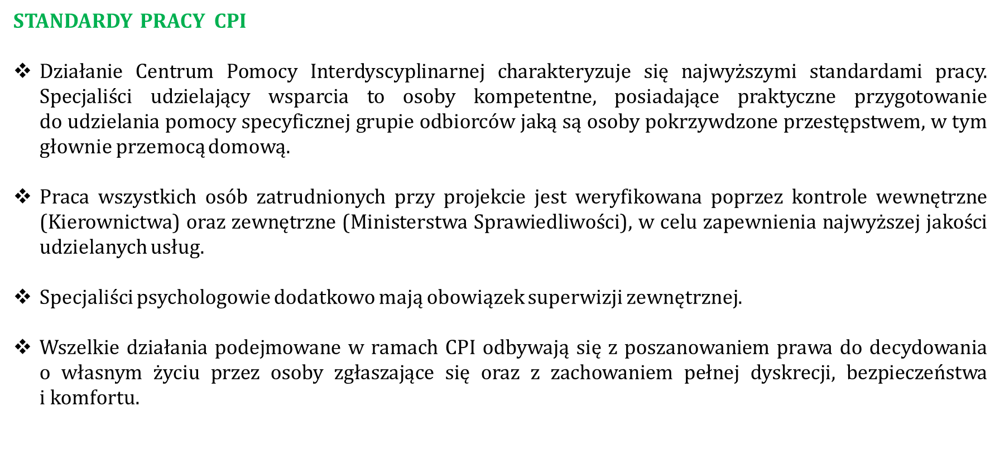 STANDARDY PRACY CPI
❖ Działanie Centrum Pomocy Interdyscyplinarnej charakteryzuje się najwyższymi standardami pracy.
Specjaliści udzielający wsparcia to osoby kompetentne, posiadające praktyczne przygotowanie
do udzielania pomocy specyficznej grupie odbiorców jaką są osoby pokrzywdzone przestępstwem, w tym
głownie przemocą domową.
❖ Praca wszystkich osób zatrudnionych przy projekcie jest weryfikowana poprzez kontrole wewnętrzne
(Kierownictwa) oraz zewnętrzne (Ministerstwa Sprawiedliwości), w celu zapewnienia najwyższej jakości
udzielanych usług.
❖ Specjaliści psychologowie dodatkowo mają obowiązek superwizji zewnętrznej.
❖ Wszelkie działania podejmowane w ramach CPI odbywają się z poszanowaniem prawa do decydowania
o własnym życiu przez osoby zgłaszające się oraz z zachowaniem pełnej dyskrecji, bezpieczeństwa
i komfortu.